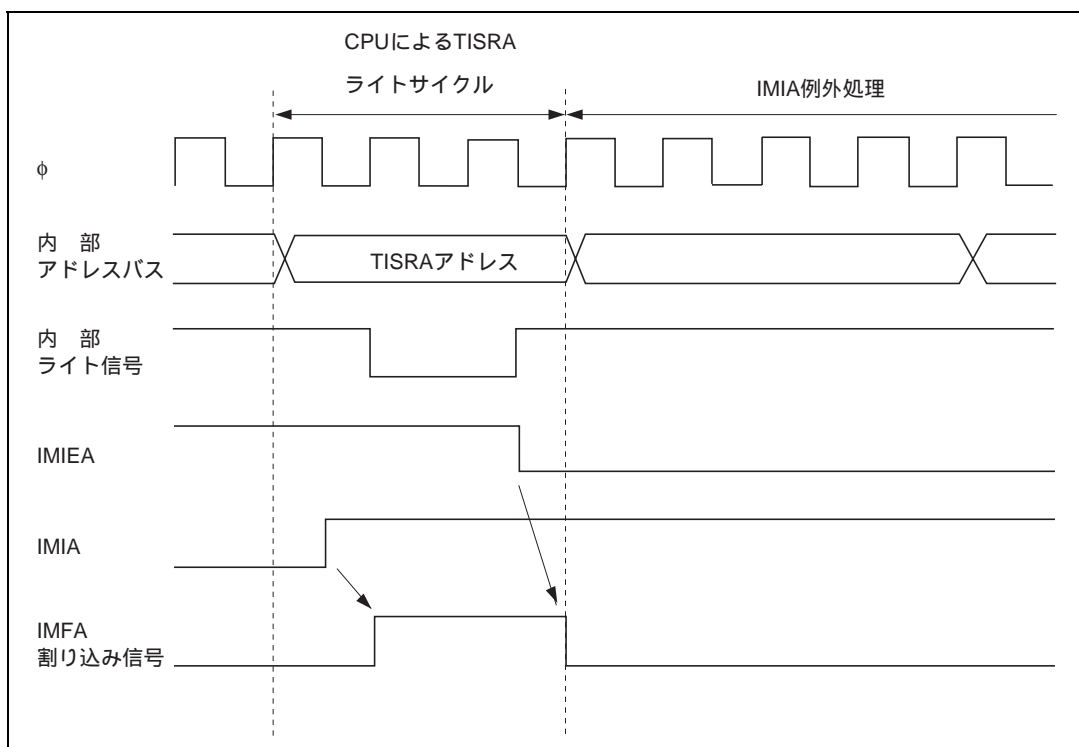 CPUによるTISRA
ライトサイクル
IMIA例外処理
φ
内　部
アドレスバス
TISRAアドレス
内　部
ライト信号
IMIEA
IMIA
IMFA
割り込み信号